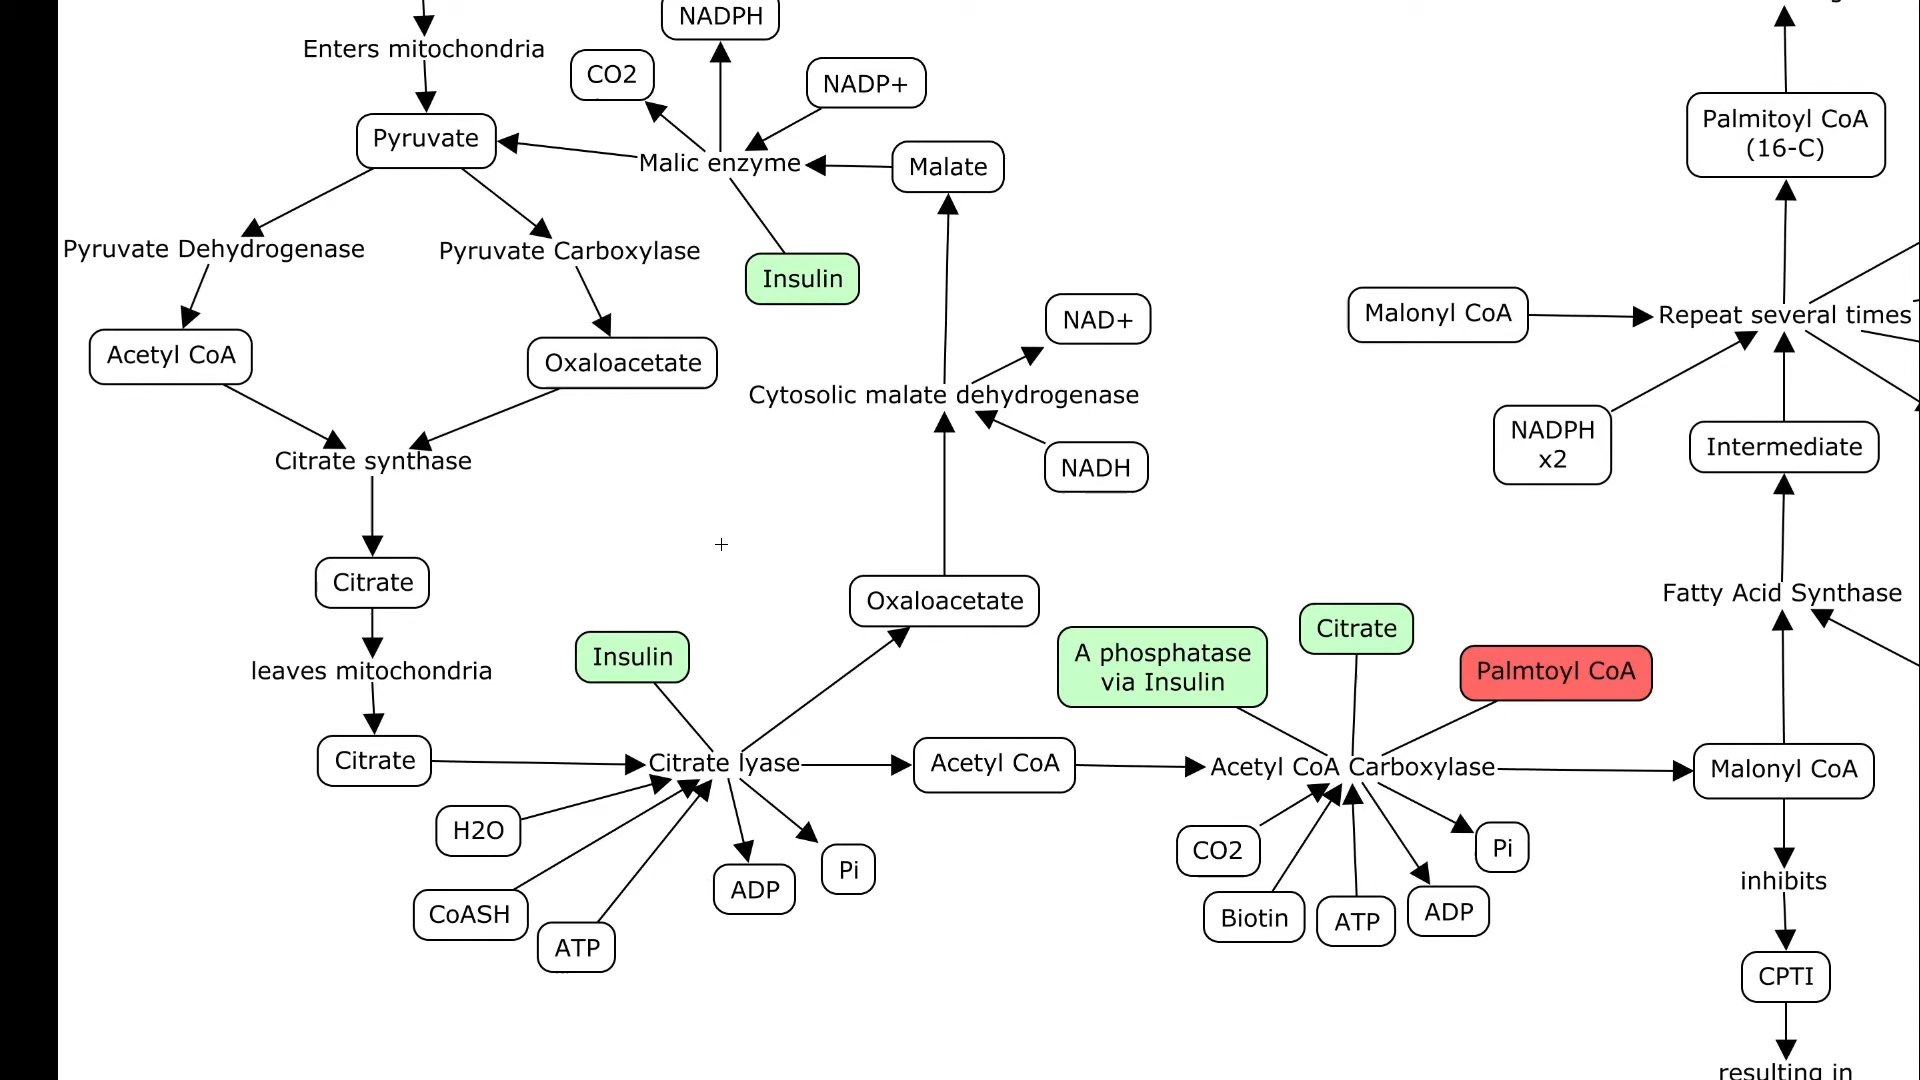 NADPH
Enters mitochondria
CO2
NADP+
Pyruvate
Malic enzyme
Malate
Palmitoyl CoA
(16-C)
Pyruvate Dehydrogenase
Pyruvate Carboxylase
Insulin
Acetyl CoA
Oxaloacetate
NAD+
Malonyl CoA
Repeat several times
Cytosolic malate dehydrogenase
Citrate synthase
NADH
NADPH
x2
Intermediate
Citrate
Oxaloacetate
Fatty Acid Synthase
leaves mitochondria
Insulin
A phosphatase
via Insulin
Citrate
Palmtoyl CoA
Citrate
Citrate lyase
Acetyl CoA
Acetyl CoA Carboxylase
Malonyl CoA
H2O
CoASH
ATP
ADP
Pi
CO2
Biotin
ATP
ADP
Pi
inhibits
CPTI
resulting in